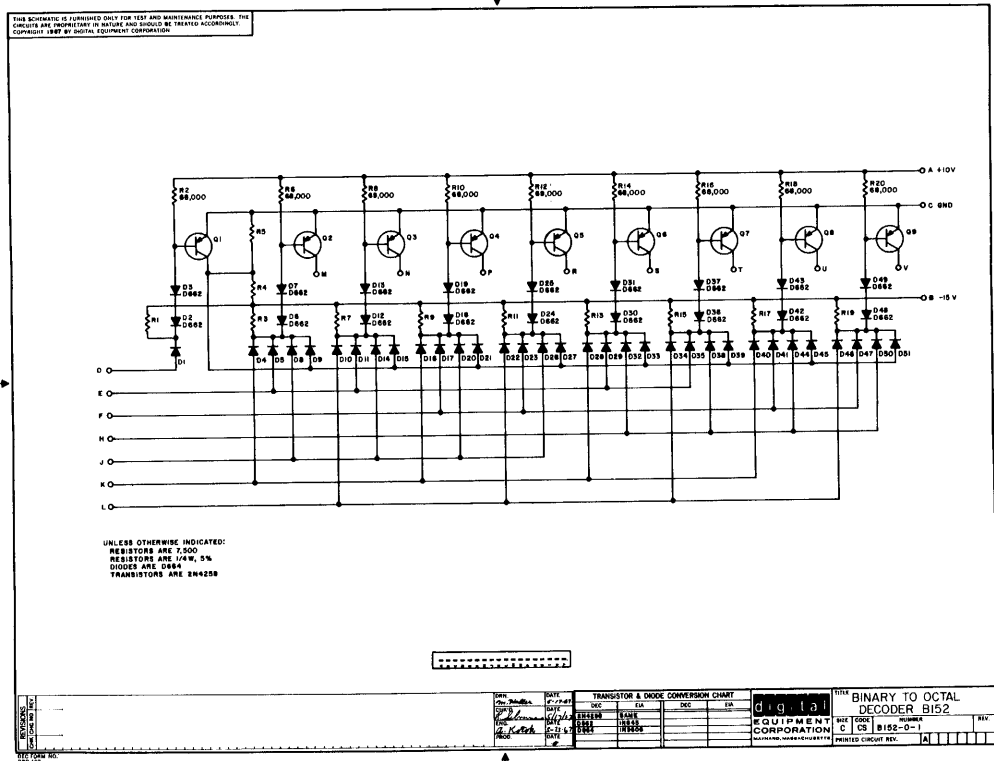 THIS SCHEMATIC IS FURNISHED ONLY FOR TEST AND MAINTENANCE PURPOSES. THE
CIRCUITS ARE PROPRIETARY IN NATURE AND SHOULD BE TREATED ACCORDINGLY.
COPYRIGHT 1967 BY DIGITAL EQUIPMENT CORPORATION
A +10V
R2 68,000
R6 68,000
R8 68,000
R10 68,000
R12 68,000
R14 68,000
R16 68,000
R18 68,000
R20 68,000
C GND
R5
Q1
Q2
Q3
Q4
Q5
Q6
Q7
Q8
Q9
M
N
P
R
S
T
U
V
D3 D662
R4
D7 D662
D13 D662
D19 D662
D25 D662
D31 D662
D37 D662
D43 D662
D49 D662
B -15V
R1
D2 D662
R3
D6 D662
R7
D12 D662
R9
D18 D662
R11
D24 D662
R13
D30 D662
R15
D36 D662
R17
D42 D662
R19
D48 D662
D1
D4 D5 D8 D9
D10 D11 D14 D15
D16 D17 D20 D21
D22 D23 D26 D27
D28 D29 D32 D33
D34 D35 D38 D39
D40 D41 D44 D45
D46 D47 D50 D51
D
E
F
H
J
K
L
UNLESS OTHERWISE INDICATED:
RESISTORS ARE 7,500
RESISTORS ARE 1/4W, 5%
DIODES ARE D664
TRANSISTORS ARE 2N4258
REVISIONS
CHK CHG NO REV.
DRN. DATE
CHK'D DATE
ENG. DATE
A. Kotok
PROD. DATE
TRANSISTOR & DIODE CONVERSION CHART
DEC EIA DEC EIA
2N4258 SAME
D662 1N645
D664 1N3606
digital
EQUIPMENT
CORPORATION
MAYNARD, MASSACHUSETTS
TITLE BINARY TO OCTAL
DECODER B152
SIZE CODE NUMBER REV.
C CS B152-0-1
PRINTED CIRCUIT REV. A
DEC FORM NO.